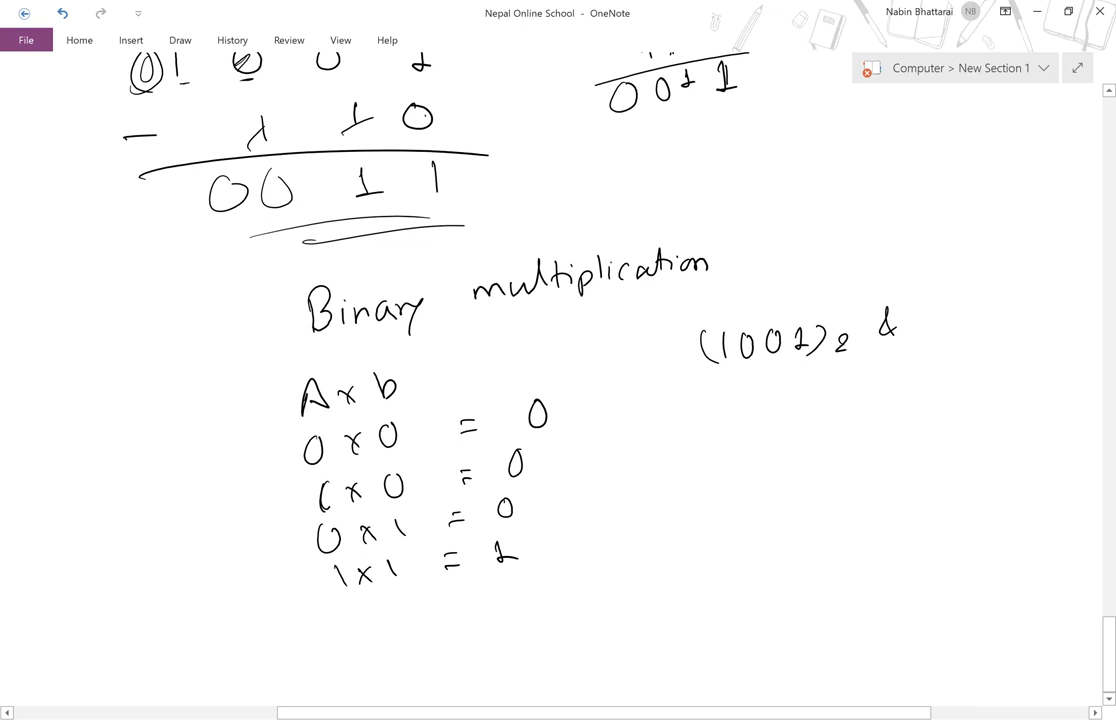 Nepal Online School - OneNote
Nabin Bhattarai NB
File Home Insert Draw History Review View Help
Computer > New Section 1
0 0 1 1
- 1 1 0
0 0 1 1
Binary multiplication
(1001)2 &
A x b
0 x 0 = 0
1 x 0 = 0
0 x 1 = 0
1 x 1 = 1